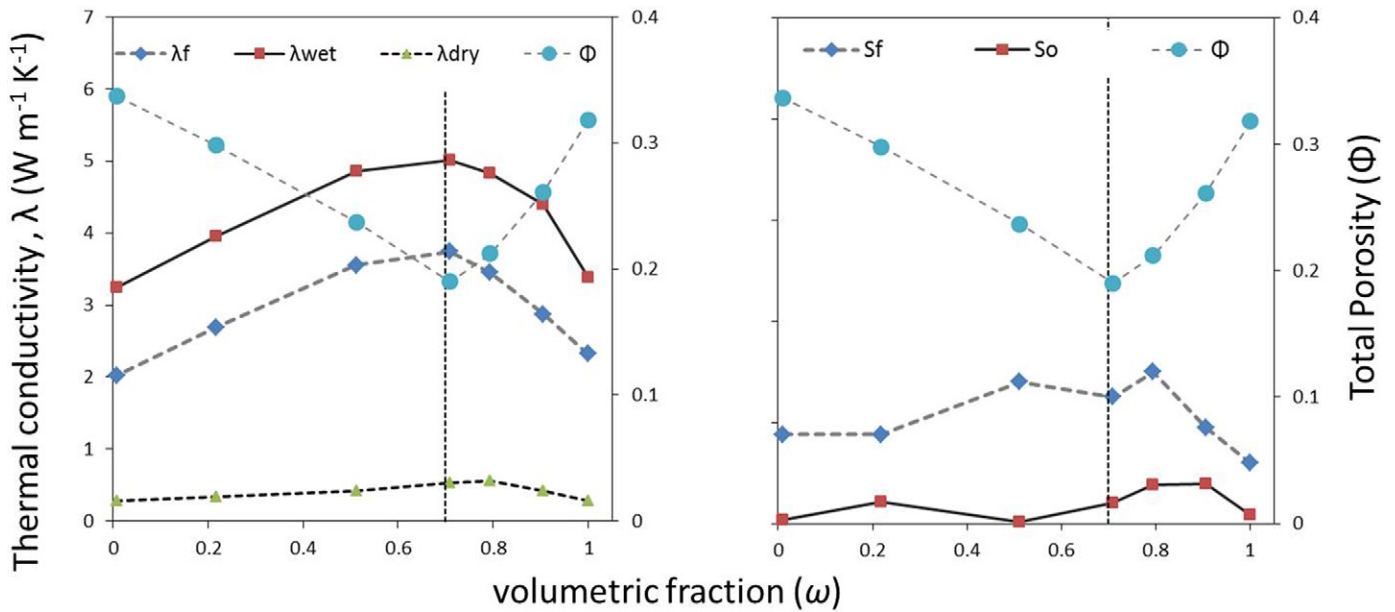 Thermal conductivity, λ (W m⁻¹ K⁻¹)
7
6
5
4
3
2
1
0
λf λwet λdry Φ
0.4
0.3
0.2
0.1
0
0 0.2 0.4 0.6 0.8 1
Sf So Φ
0.4
0.3
0.2
0.1
0
0 0.2 0.4 0.6 0.8 1
Total Porosity (Φ)
volumetric fraction (ω)